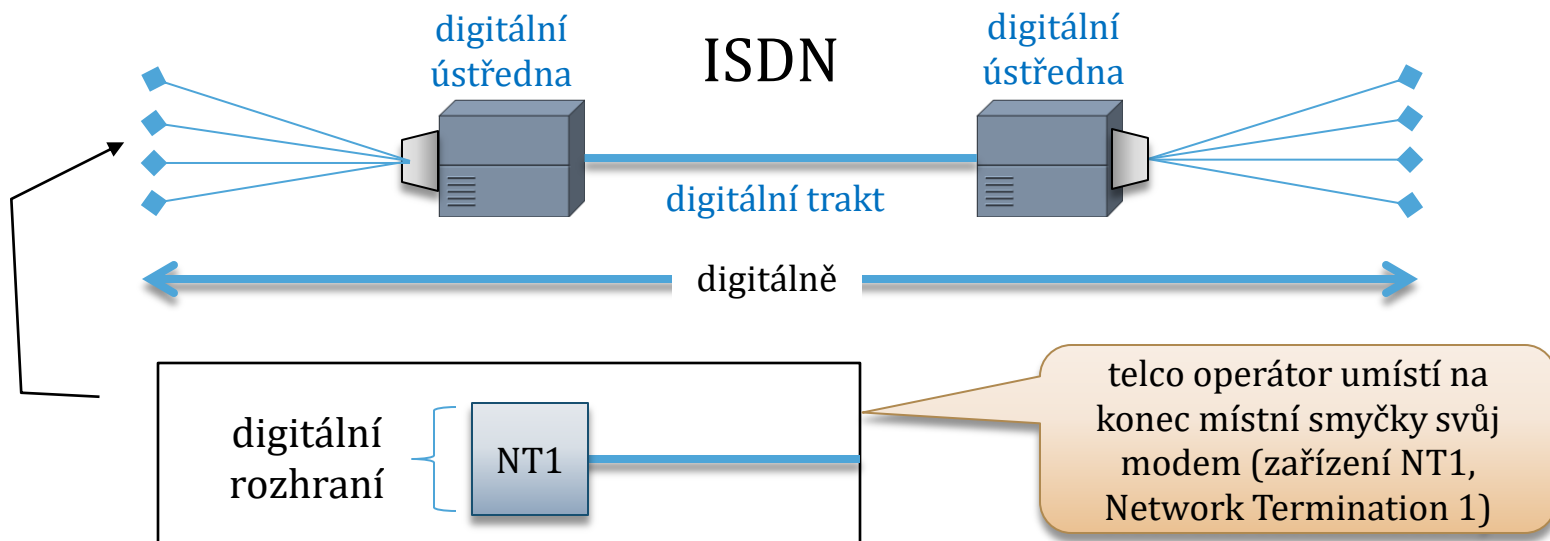 digitální
ústředna
ISDN
digitální
ústředna
digitální trakt
digitálně
digitální
rozhraní
NT1
telco operátor umístí na
konec místní smyčky svůj
modem (zařízení NT1,
Network Termination 1)